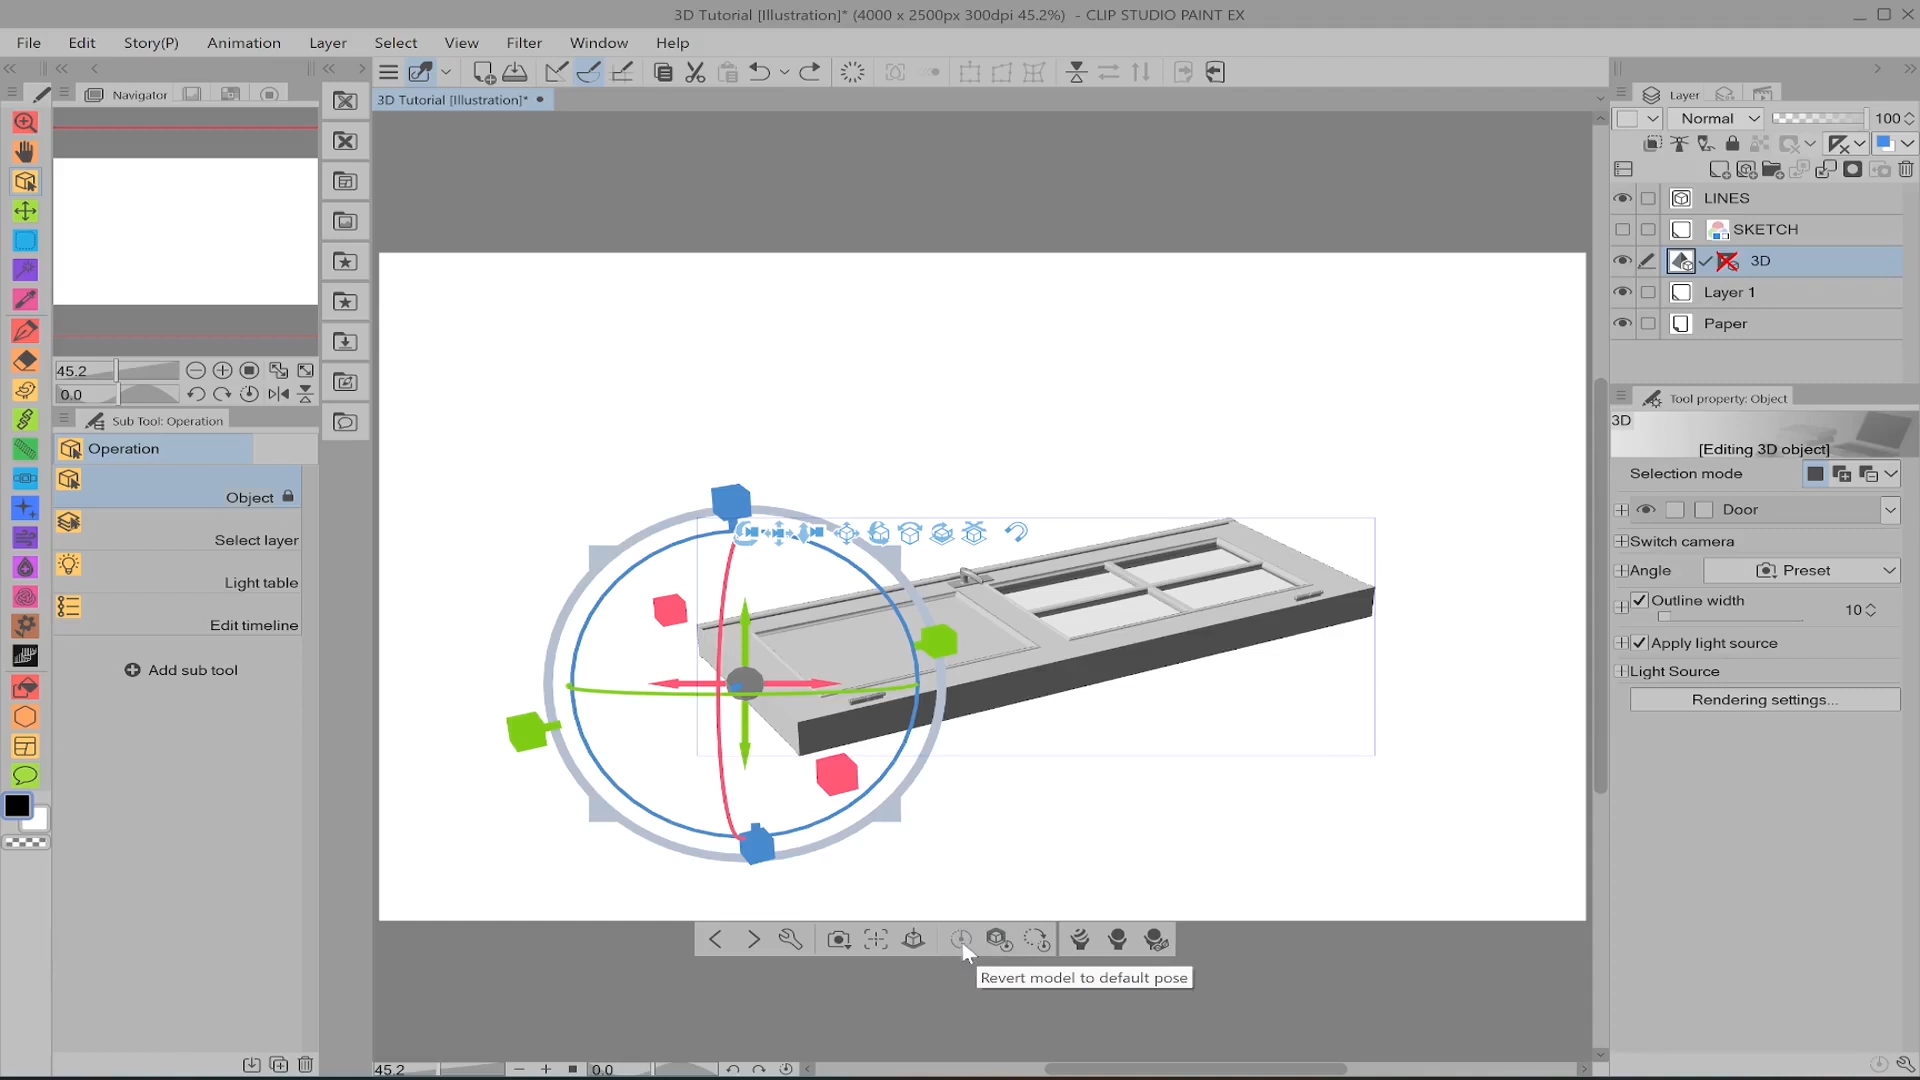 3D Tutorial [Illustration]* (4000 x 2500px 300dpi 45.2%)  - CLIP STUDIO PAINT EX
File Edit Story(P) Animation Layer Select View Filter Window Help
Navigator
3D Tutorial [Illustration]*
Layer
Normal 100
LINES
SKETCH
3D
Layer 1
Paper
45.2
0.0
Sub Tool: Operation
Operation
Object
Select layer
Light table
Edit timeline
Add sub tool
Tool property: Object
3D
[Editing 3D object]
Selection mode
Door
Switch camera
Angle Preset
Outline width 10
Apply light source
Light Source
Rendering settings...
Revert model to default pose
45.2 0.0